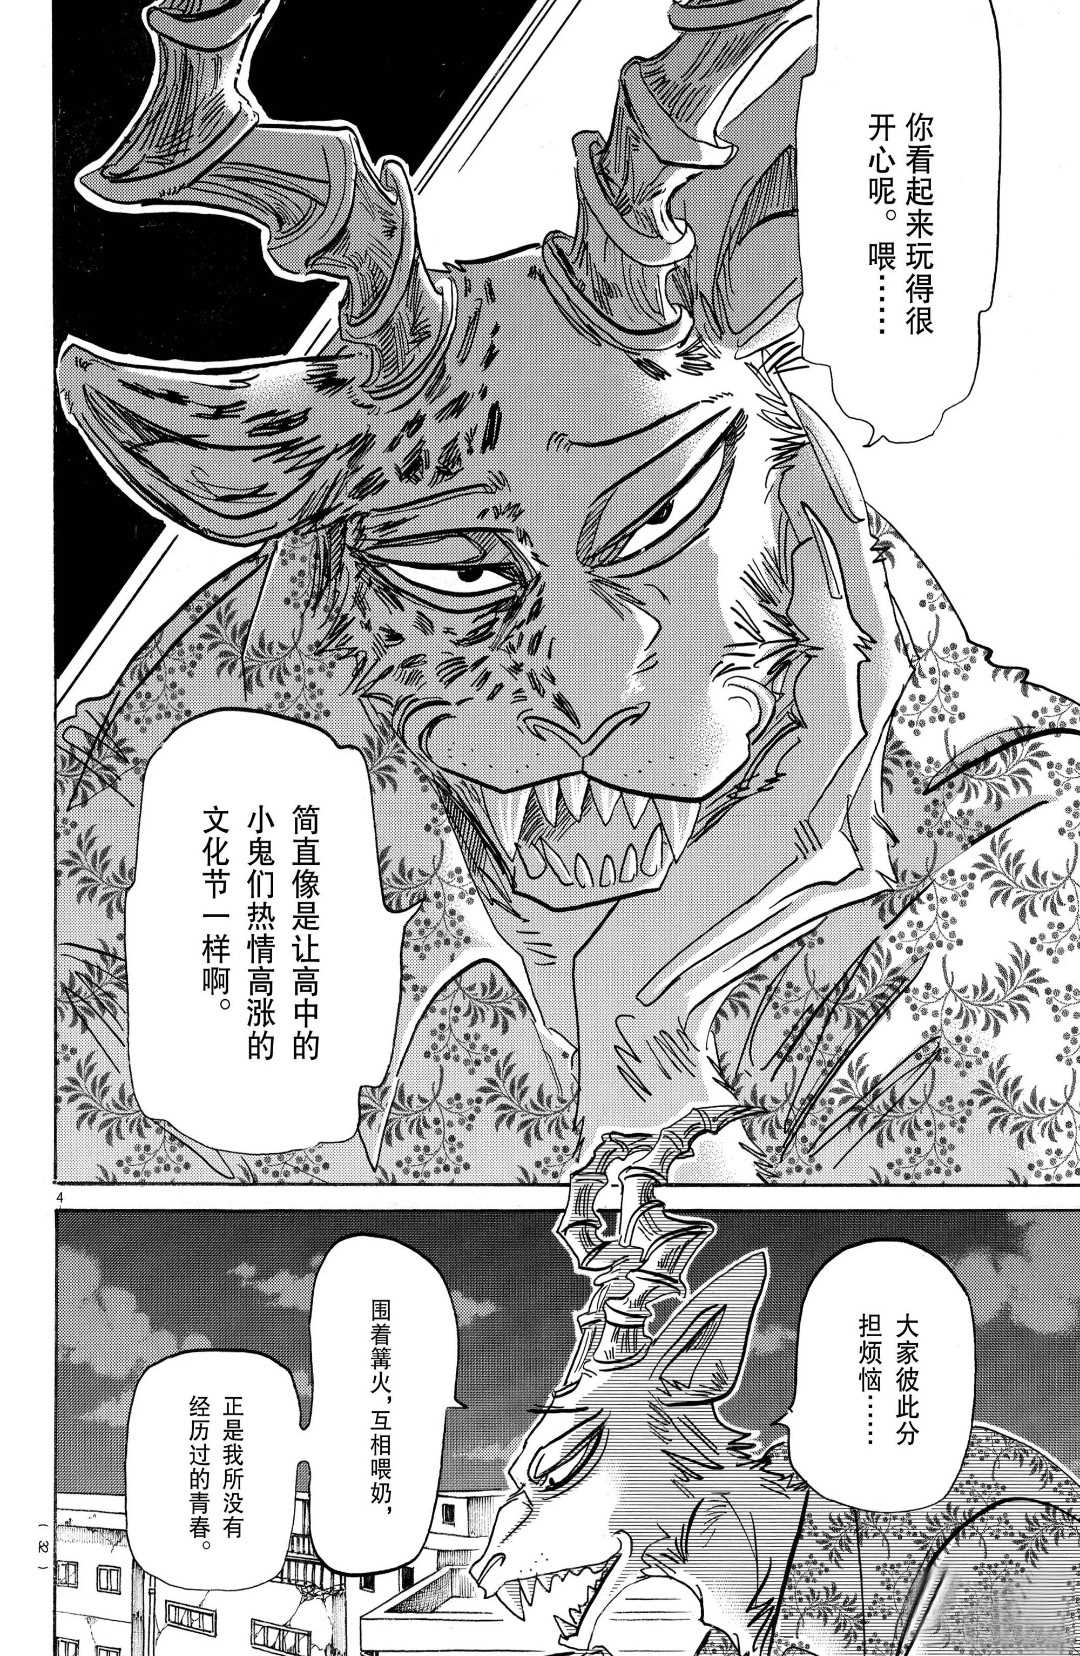 你看起来玩得很
开心呢。喂……
简直像是让高中的
小鬼们热情高涨的
文化节一样啊。
4
大家彼此分
担烦恼……
围着篝火，互相喂奶，
正是我所没有
经历过的青春。